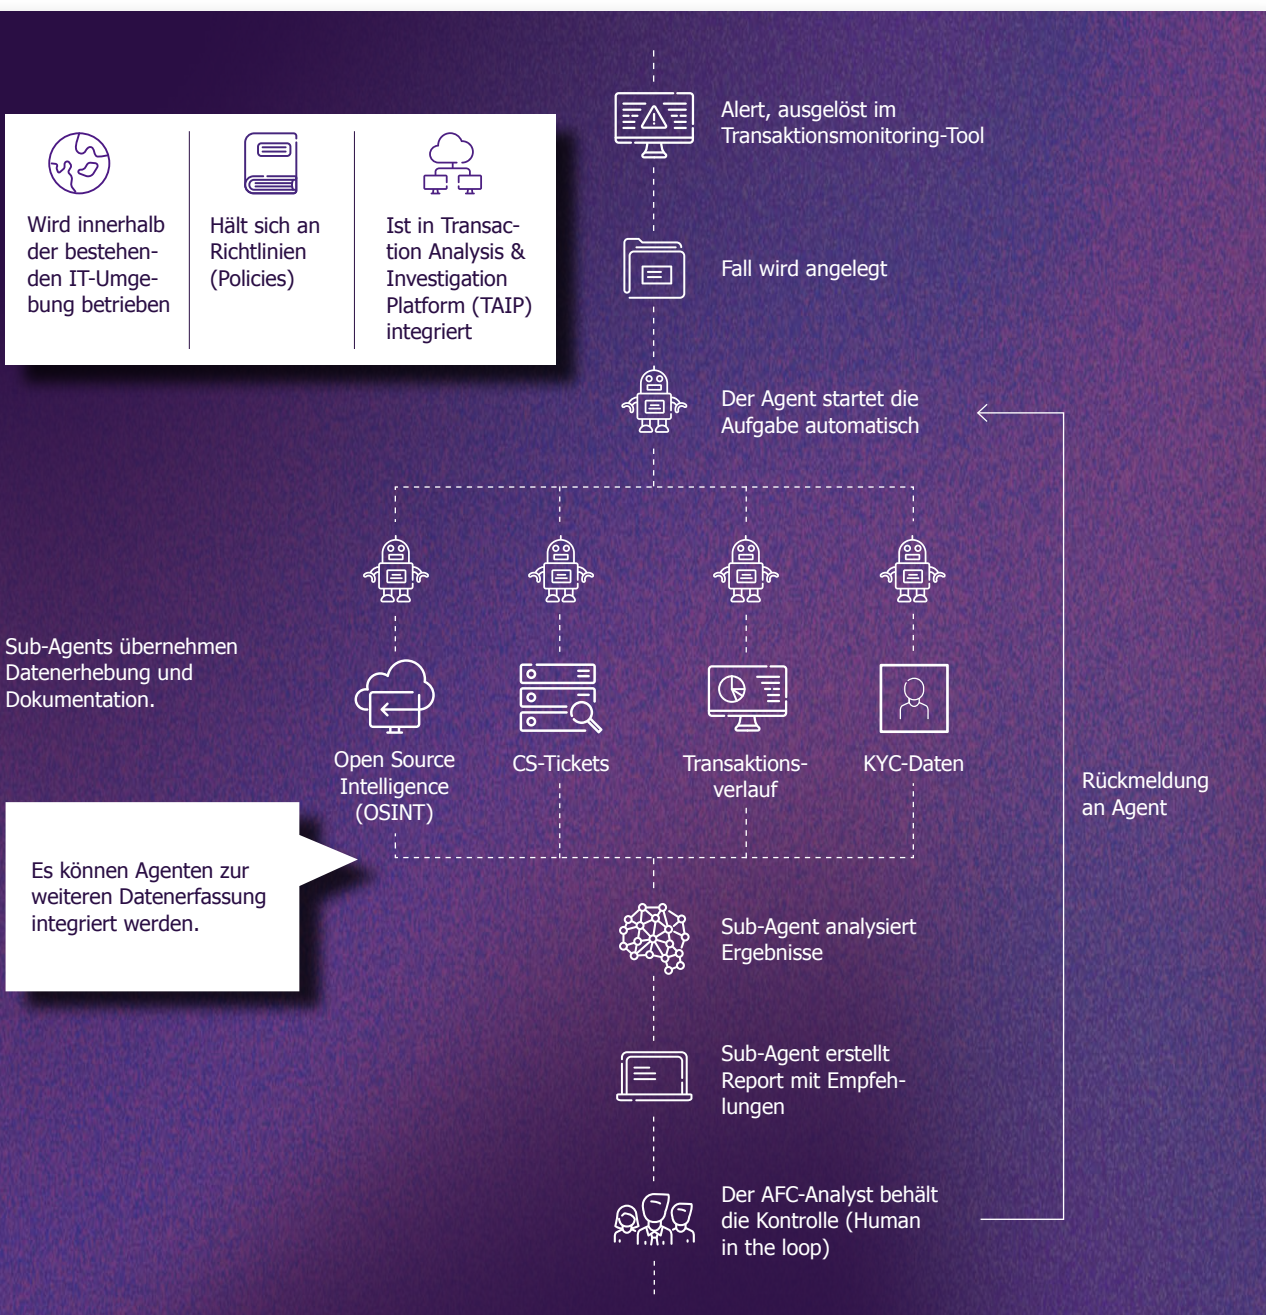 Alert, ausgelöst im
Transaktionsmonitoring-Tool
Wird innerhalb
der bestehen-
den IT-Umge-
bung betrieben
Hält sich an
Richtlinien
(Policies)
Ist in Transac-
tion Analysis &
Investigation
Platform (TAIP)
integriert
Fall wird angelegt
Der Agent startet die
Aufgabe automatisch
Sub-Agents übernehmen
Datenerhebung und
Dokumentation.
Open Source
Intelligence
(OSINT)
CS-Tickets
Transaktions-
verlauf
KYC-Daten
Rückmeldung
an Agent
Es können Agenten zur
weiteren Datenerfassung
integriert werden.
Sub-Agent analysiert
Ergebnisse
Sub-Agent erstellt
Report mit Empfeh-
lungen
Der AFC-Analyst behält
die Kontrolle (Human
in the loop)